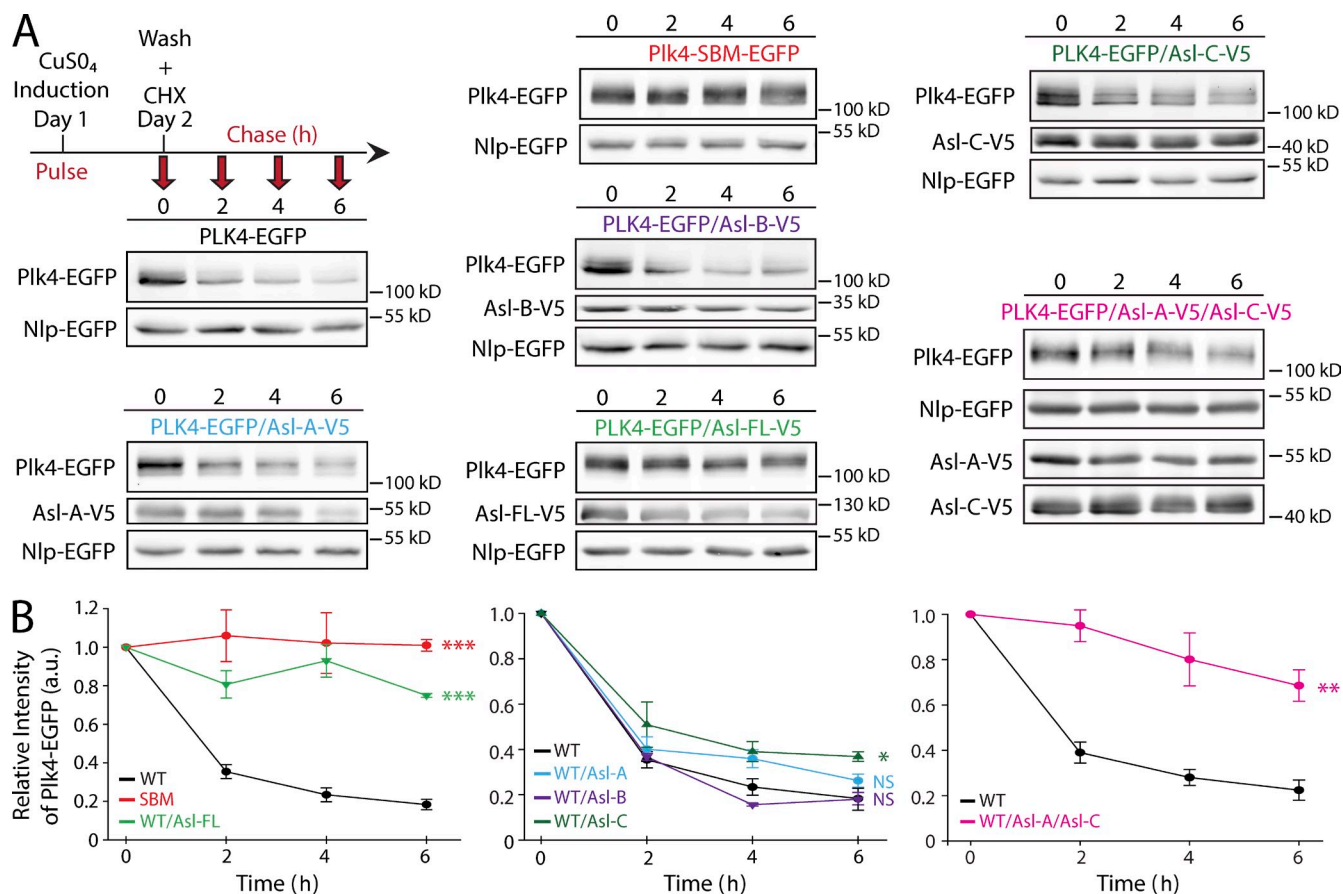 A
CuS0₄
Induction
Day 1
Wash
+
CHX
Day 2
Chase (h)
Pulse
0 2 4 6
PLK4-EGFP
Plk4-EGFP
100 kD
Nlp-EGFP
55 kD
0 2 4 6
PLK4-EGFP/Asl-A-V5
Plk4-EGFP
100 kD
Asl-A-V5
55 kD
Nlp-EGFP
55 kD
0 2 4 6
Plk4-SBM-EGFP
Plk4-EGFP
100 kD
Nlp-EGFP
55 kD
0 2 4 6
PLK4-EGFP/Asl-B-V5
Plk4-EGFP
100 kD
Asl-B-V5
35 kD
Nlp-EGFP
55 kD
0 2 4 6
PLK4-EGFP/Asl-FL-V5
Plk4-EGFP
100 kD
Asl-FL-V5
130 kD
Nlp-EGFP
55 kD
0 2 4 6
PLK4-EGFP/Asl-C-V5
Plk4-EGFP
100 kD
Asl-C-V5
40 kD
Nlp-EGFP
55 kD
0 2 4 6
PLK4-EGFP/Asl-A-V5/Asl-C-V5
Plk4-EGFP
100 kD
Nlp-EGFP
55 kD
Asl-A-V5
55 kD
Asl-C-V5
40 kD
B
Relative Intensity
of Plk4-EGFP (a.u.)
1.2
1.0
0.8
0.6
0.4
0.2
0
***
***
WT
SBM
WT/Asl-FL
0 2 4 6
Time (h)
1.0
0.8
0.6
0.4
0.2
0
*
NS
NS
WT
WT/Asl-A
WT/Asl-B
WT/Asl-C
0 2 4 6
Time (h)
1.0
0.8
0.6
0.4
0.2
0
**
WT
WT/Asl-A/Asl-C
0 2 4 6
Time (h)